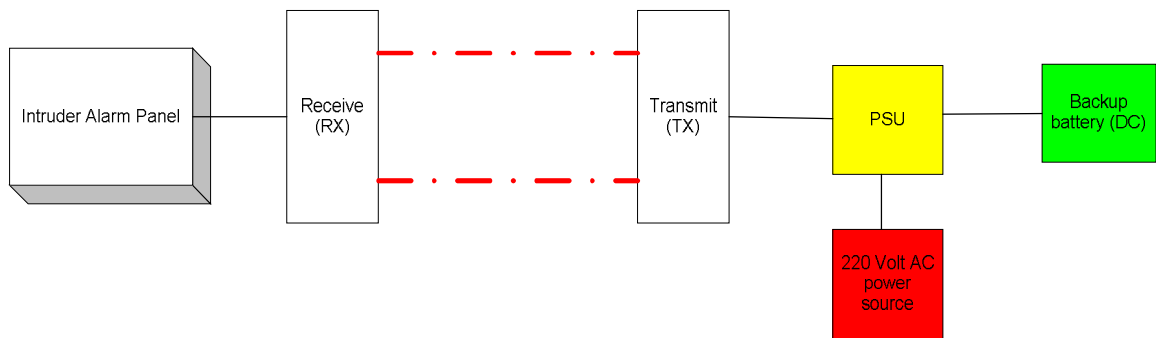 Intruder Alarm Panel
Receive
(RX)
Transmit
(TX)
PSU
Backup
battery (DC)
220 Volt AC
power
source